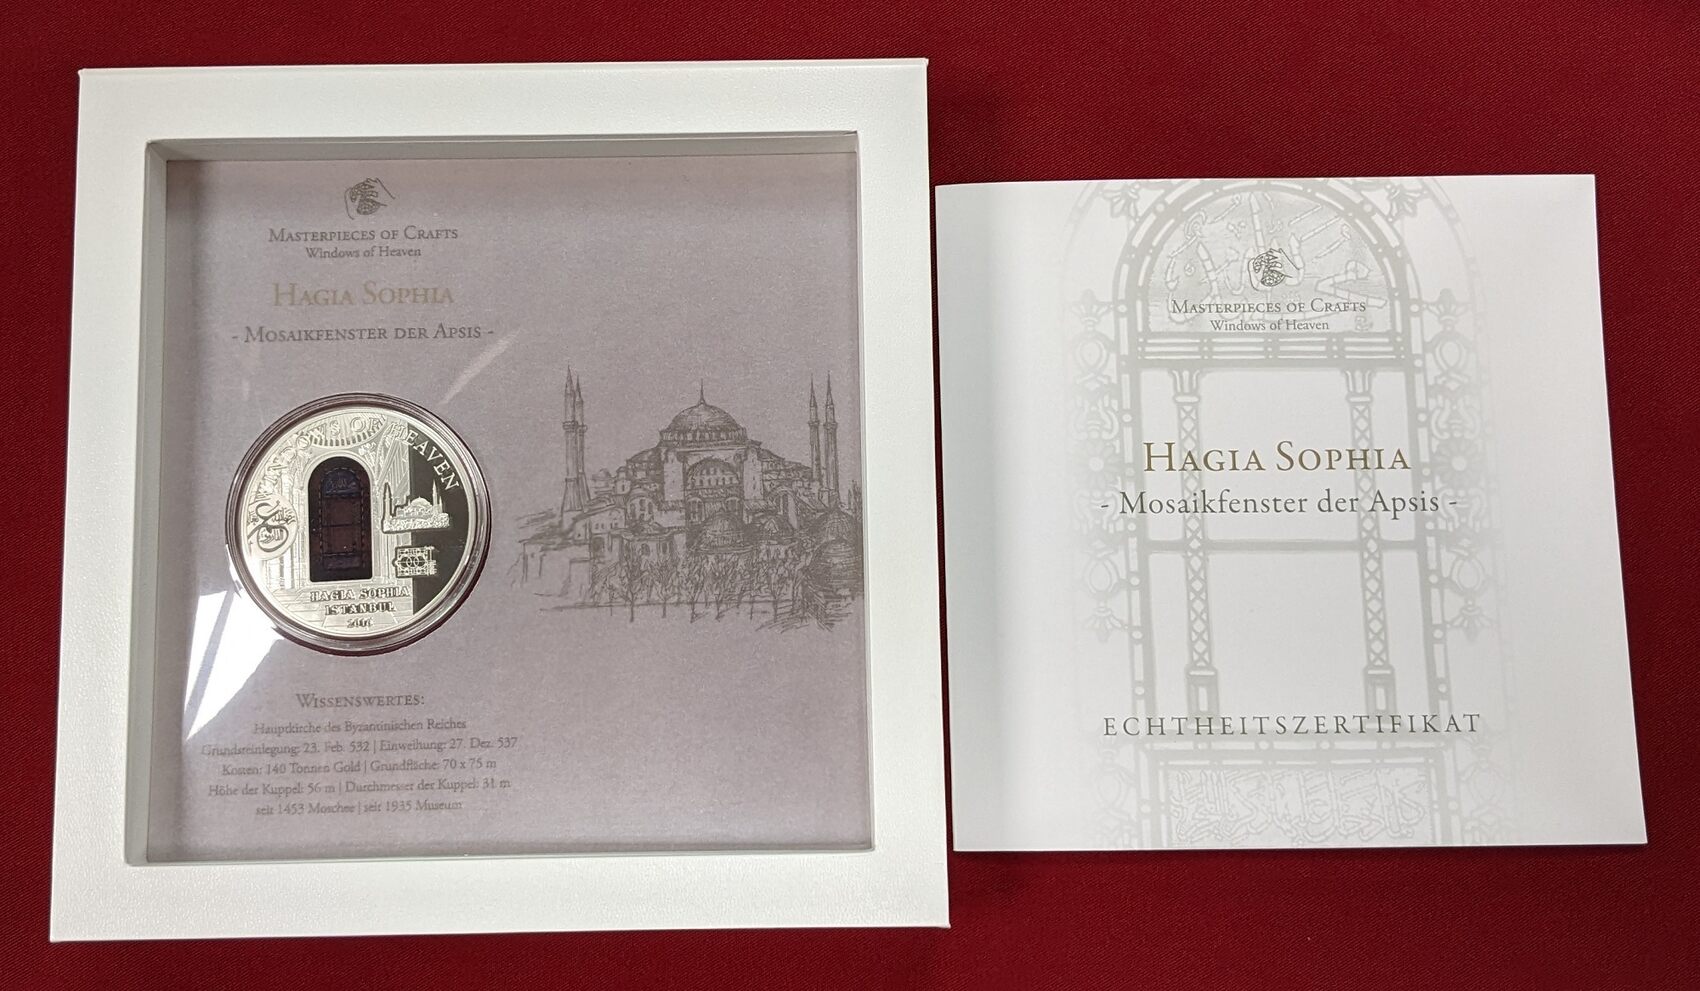 MASTERPIECES OF CRAFTS
Windows of Heaven
HAGIA SOPHIA
- MOSAIKFENSTER DER APSIS -
WINDOWS OF HEAVEN
HAGIA SOPHIA
ISTANBUL
WISSENSWERTES:
Hauptkirche des Byzantinischen Reiches
Grundsteinlegung: 23. Feb. 532 | Einweihung: 27. Dez. 537
Kosten: 140 Tonnen Gold | Grundfläche: 70 x 75 m
Höhe der Kuppel: 56 m | Durchmesser der Kuppel: 31 m
seit 1453 Moschee | seit 1935 Museum
MASTERPIECES OF CRAFTS
Windows of Heaven
HAGIA SOPHIA
- Mosaikfenster der Apsis -
ECHTHEITSZERTIFIKAT